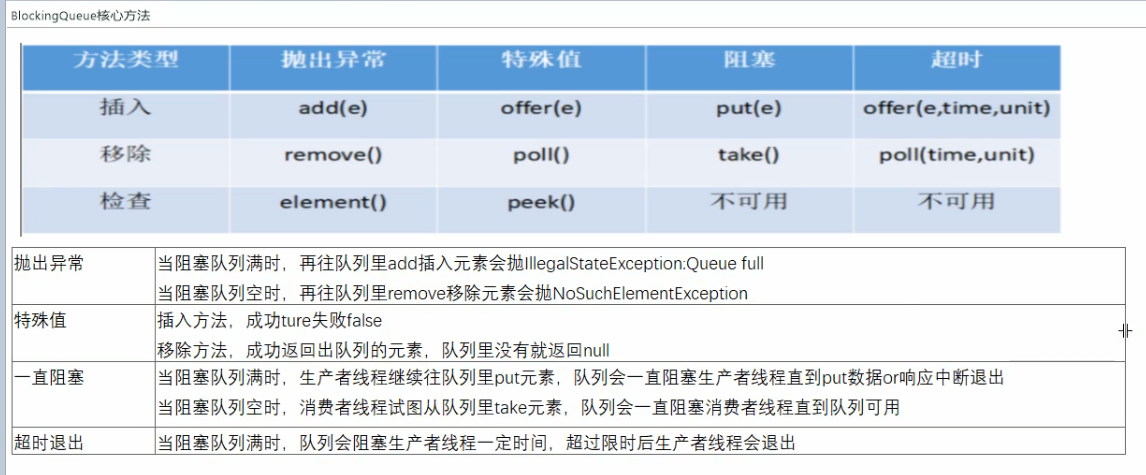 BlockingQueue核心方法
方法类型 抛出异常 特殊值 阻塞 超时
插入 add(e) offer(e) put(e) offer(e,time,unit)
移除 remove() poll() take() poll(time,unit)
检查 element() peek() 不可用 不可用
抛出异常 当阻塞队列满时，再往队列里add插入元素会抛IllegalStateException:Queue full
当阻塞队列空时，再往队列里remove移除元素会抛NoSuchElementException
特殊值 插入方法，成功ture失败false
移除方法，成功返回出队列的元素，队列里没有就返回null
一直阻塞 当阻塞队列满时，生产者线程继续往队列里put元素，队列会一直阻塞生产者线程直到put数据or响应中断退出
当阻塞队列空时，消费者线程试图从队列里take元素，队列会一直阻塞消费者线程直到队列可用
超时退出 当阻塞队列满时，队列会阻塞生产者线程一定时间，超过限时后生产者线程会退出